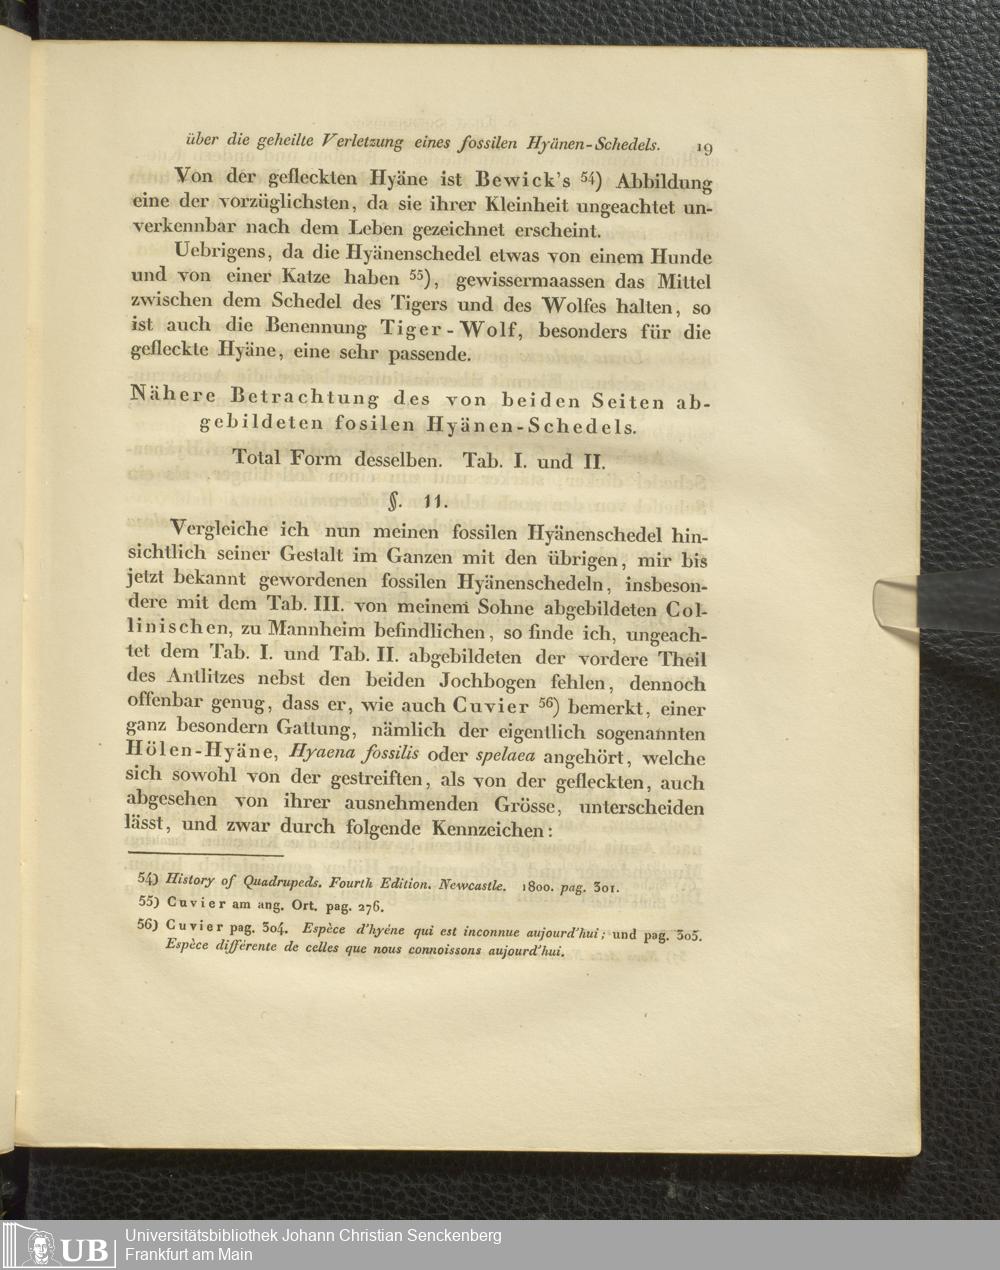 über die geheilte Verletzung eines fossilen Hyänen-Schedels. 19
Von der gefleckten Hyäne ist Bewick's 54) Abbildung
eine der vorzüglichsten, da sie ihrer Kleinheit ungeachtet un-
verkennbar nach dem Leben gezeichnet erscheint.
Uebrigens, da die Hyänenschedel etwas von einem Hunde
und von einer Katze haben 55), gewissermaassen das Mittel
zwischen dem Schedel des Tigers und des Wolfes halten, so
ist auch die Benennung Tiger-Wolf, besonders für die
gefleckte Hyäne, eine sehr passende.
Nähere Betrachtung des von beiden Seiten ab-
gebildeten fosilen Hyänen-Schedels.
Total Form desselben. Tab. I. und II.
§. 11.
Vergleiche ich nun meinen fossilen Hyänenschedel hin-
sichtlich seiner Gestalt im Ganzen mit den übrigen, mir bis
jetzt bekannt gewordenen fossilen Hyänenschedeln, insbeson-
dere mit dem Tab. III. von meinem Sohne abgebildeten Col-
linischen, zu Mannheim befindlichen, so finde ich, ungeach-
tet dem Tab. I. und Tab. II. abgebildeten der vordere Theil
des Antlitzes nebst den beiden Jochbogen fehlen, dennoch
offenbar genug, dass er, wie auch Cuvier 56) bemerkt, einer
ganz besondern Gattung, nämlich der eigentlich sogenannten
Hölen-Hyäne, Hyaena fossilis oder spelaea angehört, welche
sich sowohl von der gestreiften, als von der gefleckten, auch
abgesehen von ihrer ausnehmenden Grösse, unterscheiden
lässt, und zwar durch folgende Kennzeichen:
54) History of Quadrupeds. Fourth Edition. Newcastle. 1800. pag. 301.
55) Cuvier am ang. Ort. pag. 276.
56) Cuvier pag. 304. Espèce d'hyéne qui est inconnue aujourd'hui; und pag. 305.
Espèce différente de celles que nous connoissons aujourd'hui.
UB
Universitätsbibliothek Johann Christian Senckenberg
Frankfurt am Main